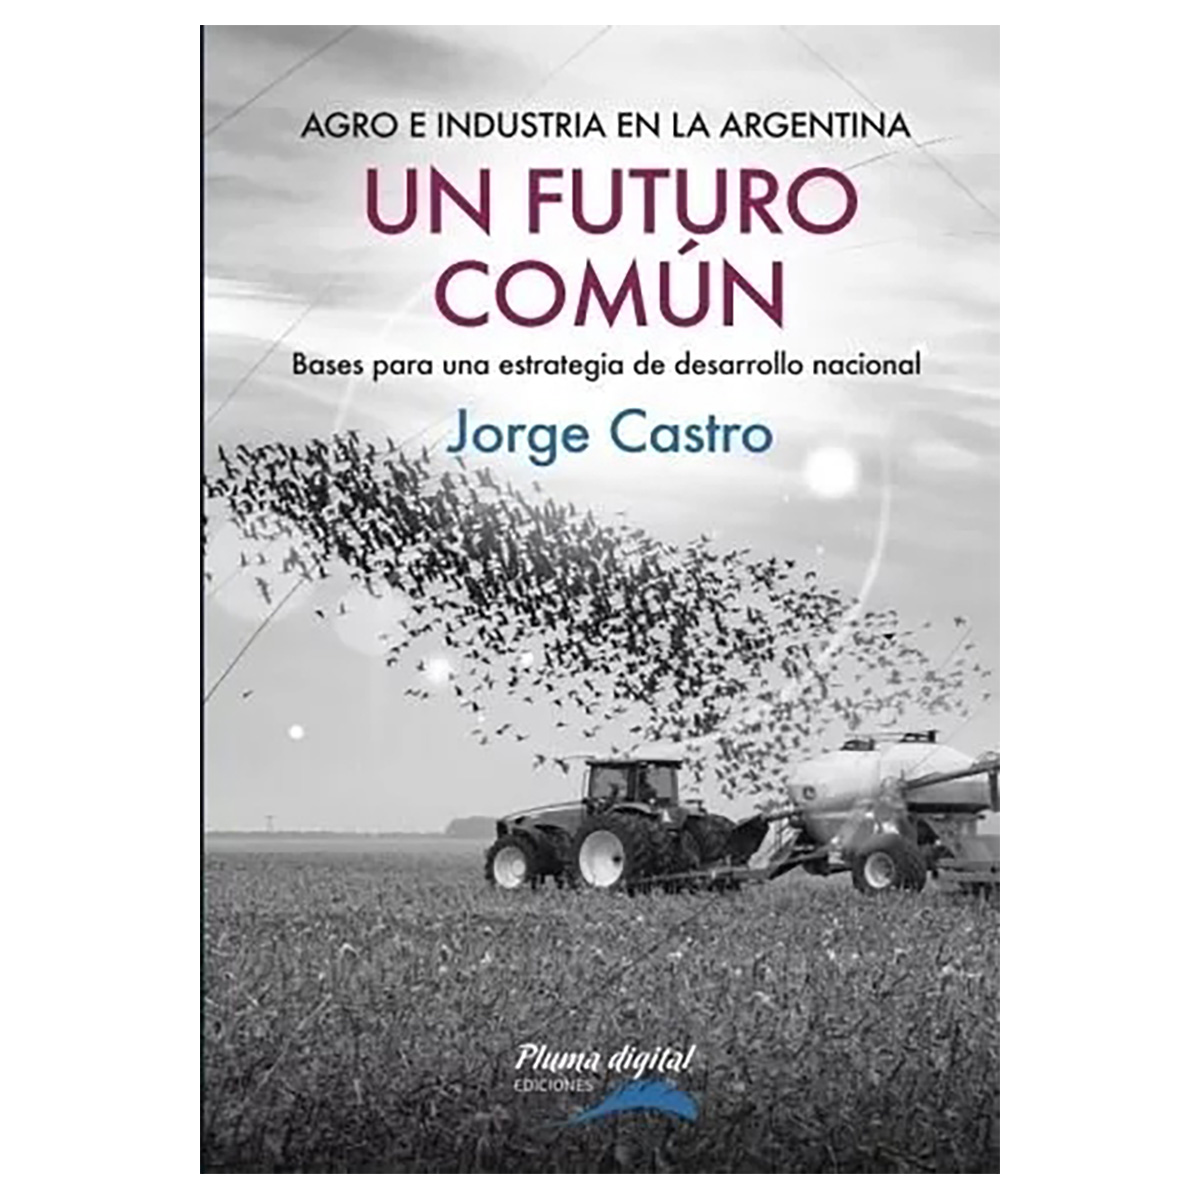 AGRO E INDUSTRIA EN LA ARGENTINA
UN FUTURO
COMÚN
Bases para una estrategia de desarrollo nacional
Jorge Castro
Pluma digital
EDICIONES